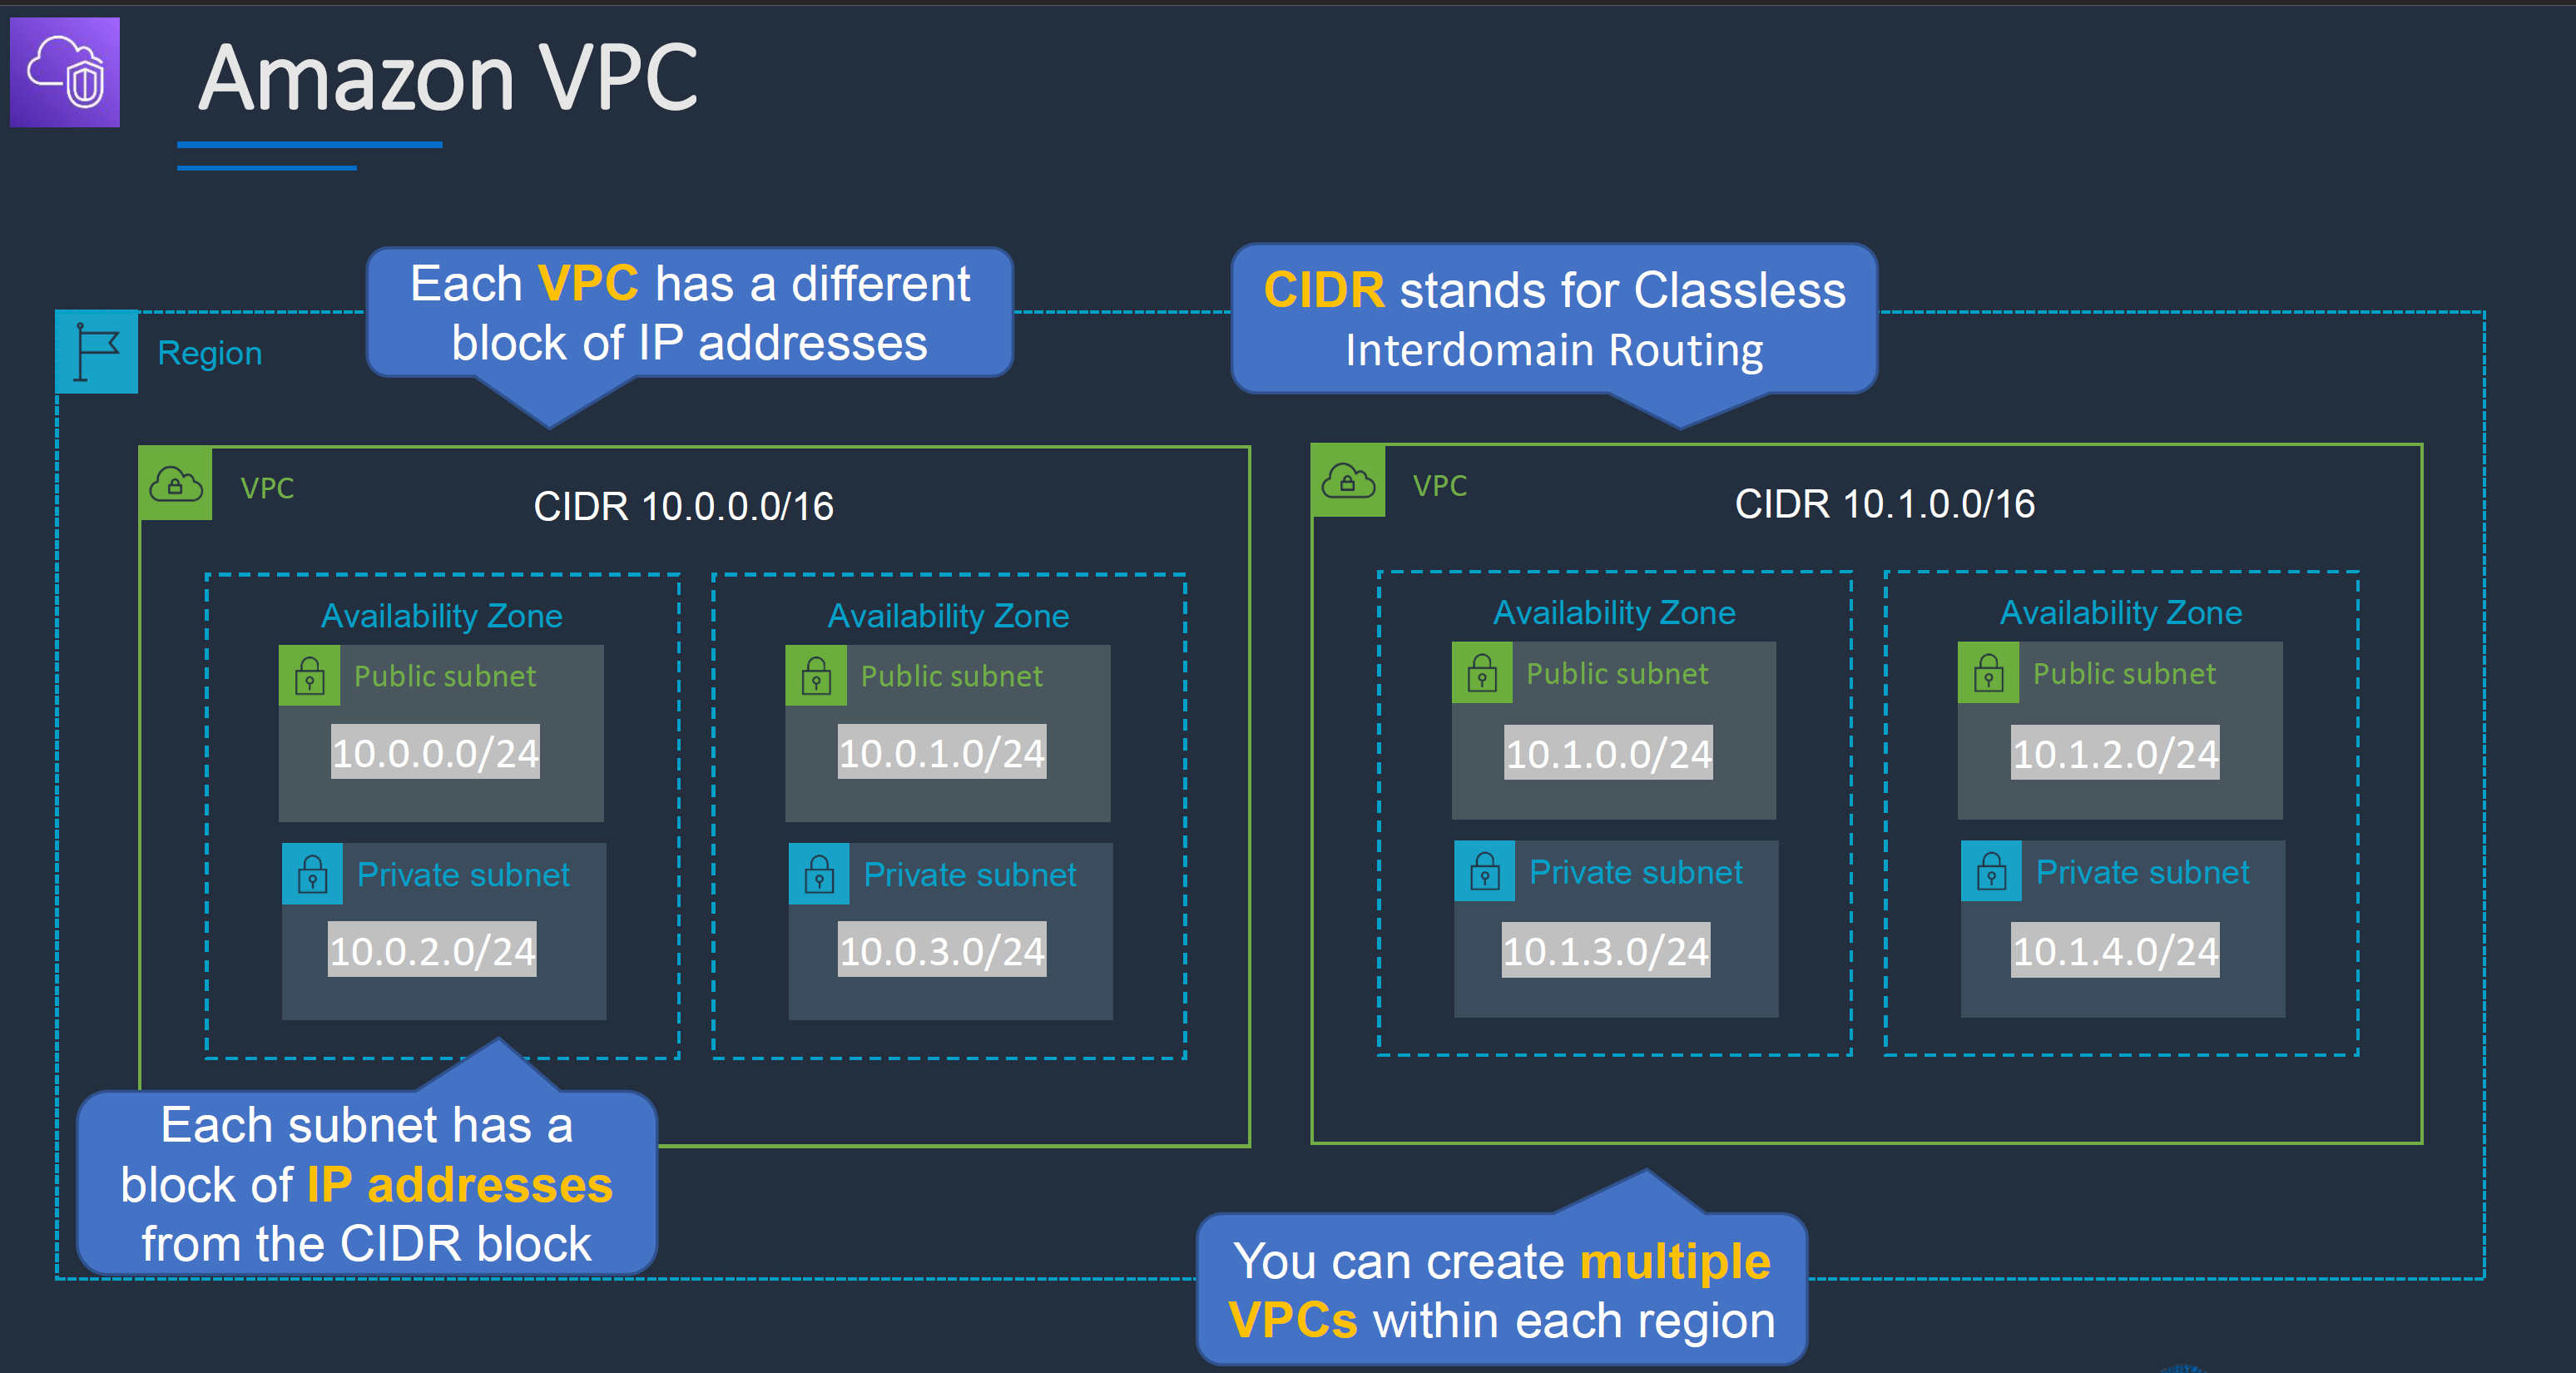 Amazon VPC
Each VPC has a different
block of IP addresses
CIDR stands for Classless
Interdomain Routing
Region
VPC
CIDR 10.0.0.0/16
Availability Zone
Public subnet
10.0.0.0/24
Private subnet
10.0.2.0/24
Availability Zone
Public subnet
10.0.1.0/24
Private subnet
10.0.3.0/24
VPC
CIDR 10.1.0.0/16
Availability Zone
Public subnet
10.1.0.0/24
Private subnet
10.1.3.0/24
Availability Zone
Public subnet
10.1.2.0/24
Private subnet
10.1.4.0/24
Each subnet has a
block of IP addresses
from the CIDR block
You can create multiple
VPCs within each region